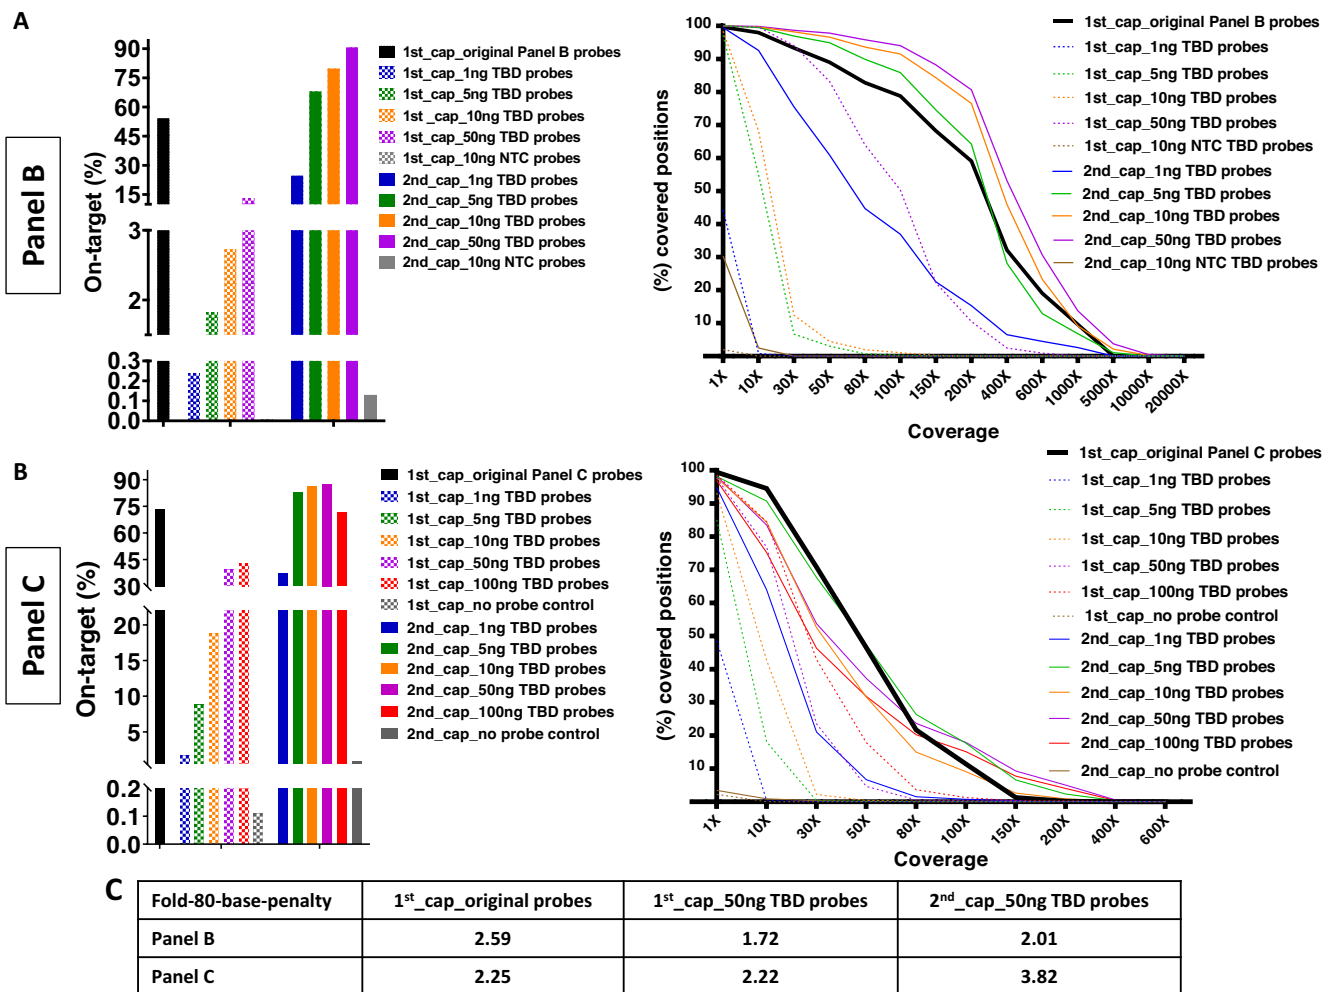 A
Panel B
On-target (%)
90
75
60
45
30
15
3
2
0.3
0.2
0.1
0.0
1st_cap_original Panel B probes
1st_cap_1ng TBD probes
1st_cap_5ng TBD probes
1st _cap_10ng TBD probes
1st_cap_50ng TBD probes
1st_cap_10ng NTC probes
2nd_cap_1ng TBD probes
2nd_cap_5ng TBD probes
2nd_cap_10ng TBD probes
2nd_cap_50ng TBD probes
2nd_cap_10ng NTC probes
(%) covered positions
100
90
80
70
60
50
40
30
20
10
1X 10X 30X 50X 80X 100X 150X 200X 400X 600X 1000X 5000X 10000X 20000X
Coverage
1st_cap_original Panel B probes
1st_cap_1ng TBD probes
1st_cap_5ng TBD probes
1st_cap_10ng TBD probes
1st_cap_50ng TBD probes
1st_cap_10ng NTC TBD probes
2nd_cap_1ng TBD probes
2nd_cap_5ng TBD probes
2nd_cap_10ng TBD probes
2nd_cap_50ng TBD probes
2nd_cap_10ng NTC TBD probes
B
Panel C
On-target (%)
90
75
60
45
30
20
15
10
5
0.2
0.1
0.0
1st_cap_original Panel C probes
1st_cap_1ng TBD probes
1st_cap_5ng TBD probes
1st_cap_10ng TBD probes
1st_cap_50ng TBD probes
1st_cap_100ng TBD probes
1st_cap_no probe control
2nd_cap_1ng TBD probes
2nd_cap_5ng TBD probes
2nd_cap_10ng TBD probes
2nd_cap_50ng TBD probes
2nd_cap_100ng TBD probes
2nd_cap_no probe control
(%) covered positions
100
90
80
70
60
50
40
30
20
10
1X 10X 30X 50X 80X 100X 150X 200X 400X 600X
Coverage
1st_cap_original Panel C probes
1st_cap_1ng TBD probes
1st_cap_5ng TBD probes
1st_cap_10ng TBD probes
1st_cap_50ng TBD probes
1st_cap_100ng TBD probes
1st_cap_no probe control
2nd_cap_1ng TBD probes
2nd_cap_5ng TBD probes
2nd_cap_10ng TBD probes
2nd_cap_50ng TBD probes
2nd_cap_100ng TBD probes
2nd_cap_no probe control
C
Fold-80-base-penalty 1st_cap_original probes 1st_cap_50ng TBD probes 2nd_cap_50ng TBD probes
Panel B 2.59 1.72 2.01
Panel C 2.25 2.22 3.82